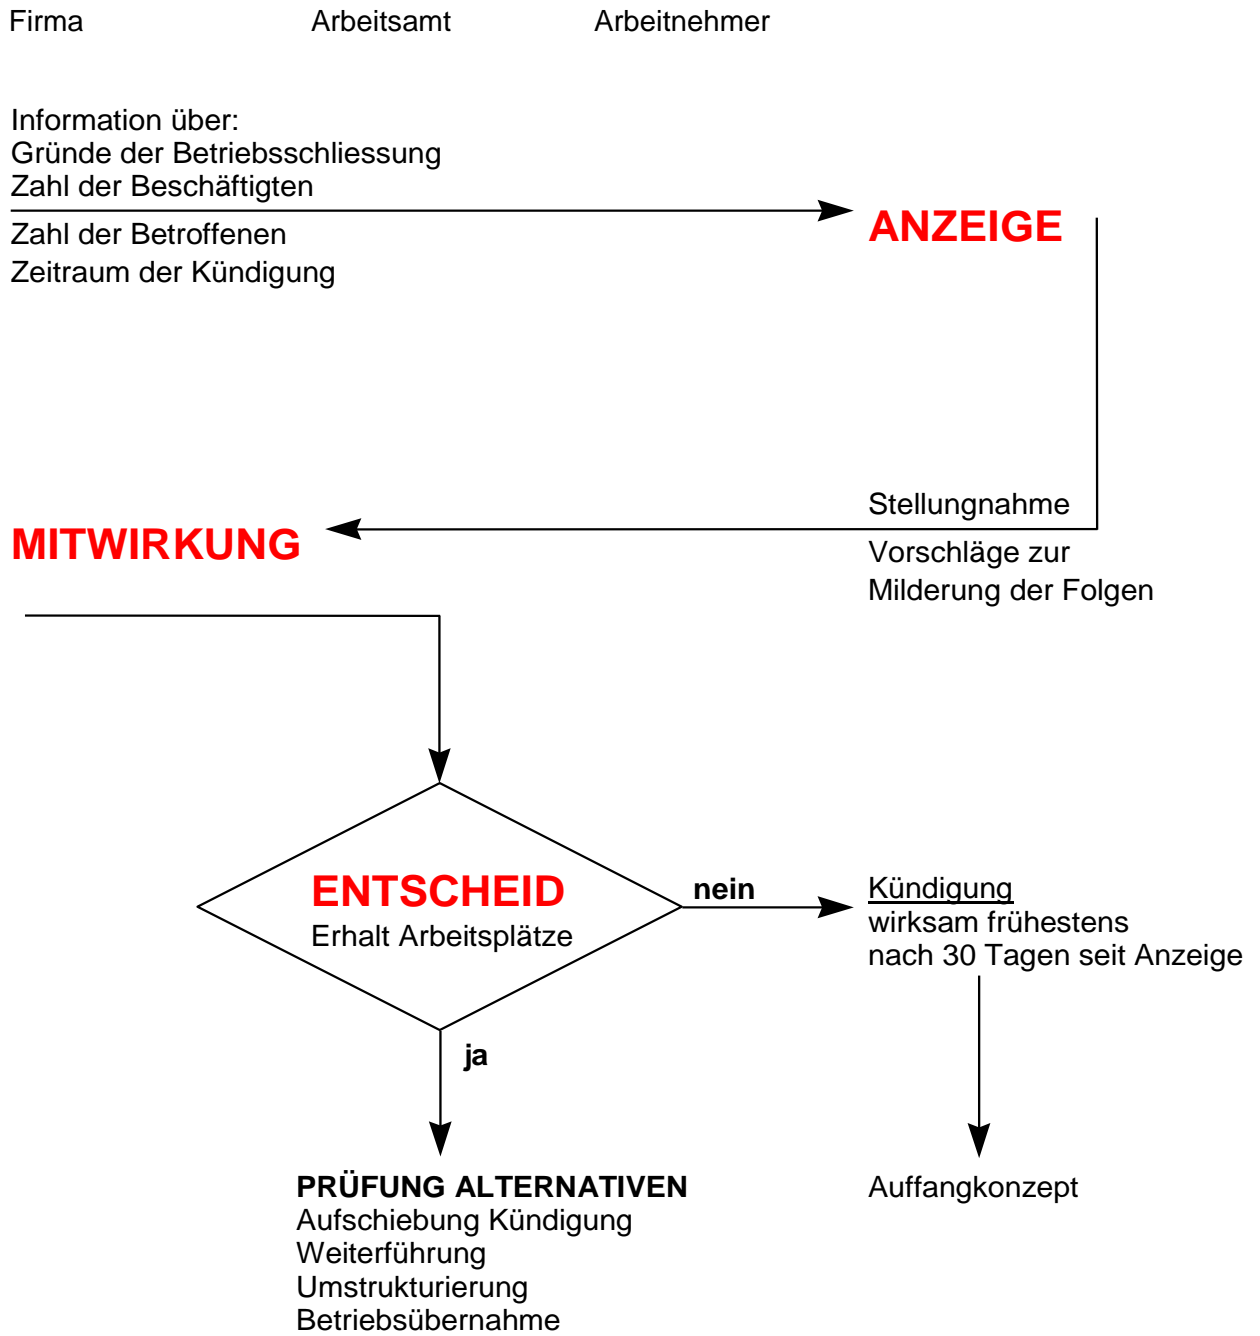 Firma Arbeitsamt Arbeitnehmer
Information über:
Gründe der Betriebsschliessung
Zahl der Beschäftigten
Zahl der Betroffenen
Zeitraum der Kündigung
ANZEIGE
Stellungnahme
Vorschläge zur
Milderung der Folgen
MITWIRKUNG
ENTSCHEID
Erhalt Arbeitsplätze
nein
Kündigung
wirksam frühestens
nach 30 Tagen seit Anzeige
ja
PRÜFUNG ALTERNATIVEN
Aufschiebung Kündigung
Weiterführung
Umstrukturierung
Betriebsübernahme
Auffangkonzept